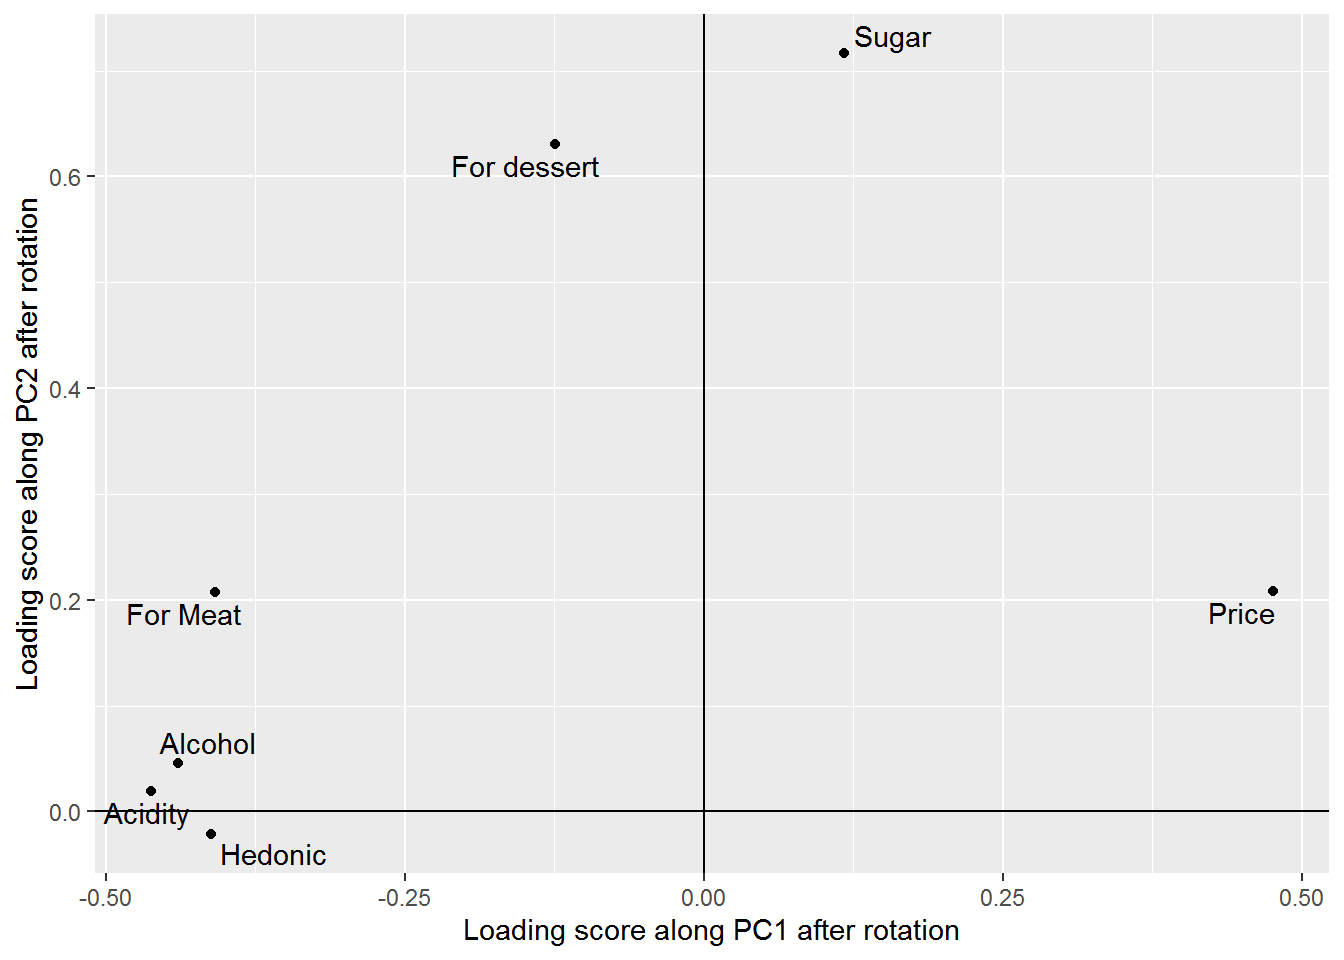 Sugar
For dessert
For Meat
Price
Alcohol
Acidity
Hedonic
0.6
0.4
0.2
0.0
-0.50
-0.25
0.00
0.25
0.50
Loading score along PC1 after rotation
Loading score along PC2 after rotation